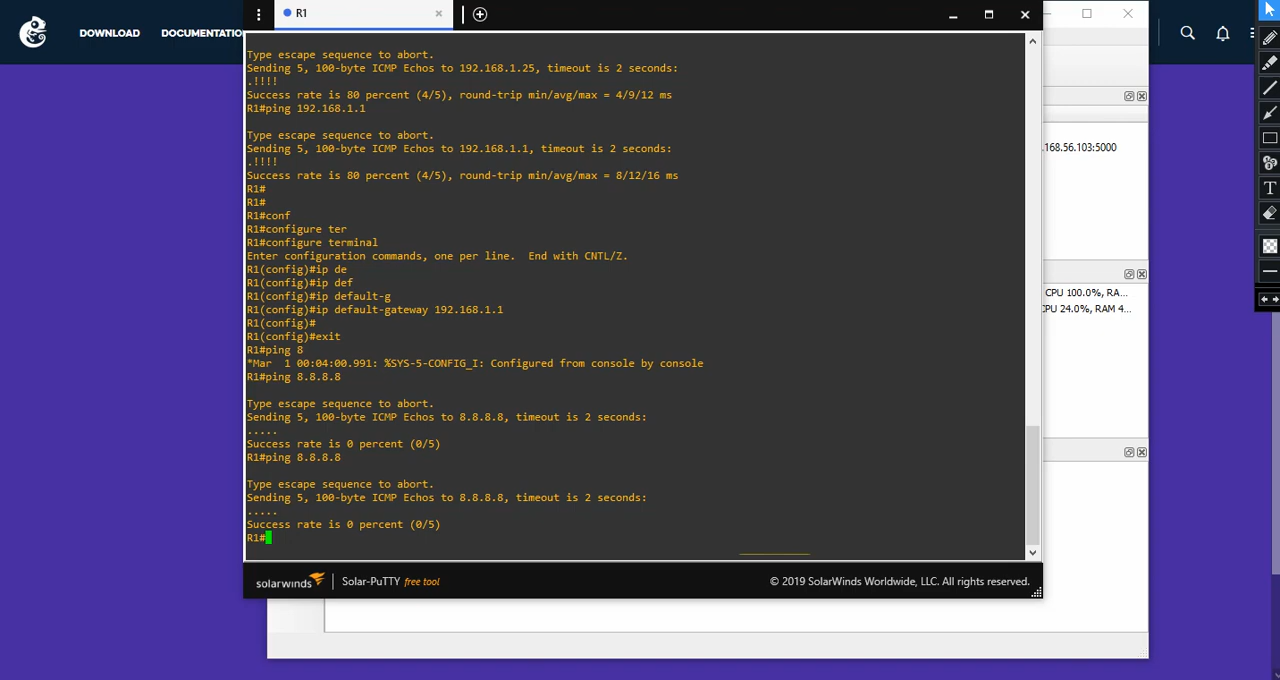 R1
DOWNLOAD
DOCUMENTATIO
Type escape sequence to abort.
Sending 5, 100-byte ICMP Echos to 192.168.1.25, timeout is 2 seconds:
.!!!!
Success rate is 80 percent (4/5), round-trip min/avg/max = 4/9/12 ms
R1#ping 192.168.1.1
Type escape sequence to abort.
Sending 5, 100-byte ICMP Echos to 192.168.1.1, timeout is 2 seconds:
.!!!!
Success rate is 80 percent (4/5), round-trip min/avg/max = 8/12/16 ms
R1#
R1#
R1#conf
R1#configure ter
R1#configure terminal
Enter configuration commands, one per line.  End with CNTL/Z.
R1(config)#ip de
R1(config)#ip def
R1(config)#ip default-g
R1(config)#ip default-gateway 192.168.1.1
R1(config)#
R1(config)#exit
R1#ping 8
*Mar  1 00:04:00.991: %SYS-5-CONFIG_I: Configured from console by console
R1#ping 8.8.8.8
Type escape sequence to abort.
Sending 5, 100-byte ICMP Echos to 8.8.8.8, timeout is 2 seconds:
.....
Success rate is 0 percent (0/5)
R1#ping 8.8.8.8
Type escape sequence to abort.
Sending 5, 100-byte ICMP Echos to 8.8.8.8, timeout is 2 seconds:
.....
Success rate is 0 percent (0/5)
R1#
.168.56.103:5000
CPU 100.0%, RA...
CPU 24.0%, RAM 4...
solarwinds
Solar-PuTTY free tool
© 2019 SolarWinds Worldwide, LLC. All rights reserved.
T